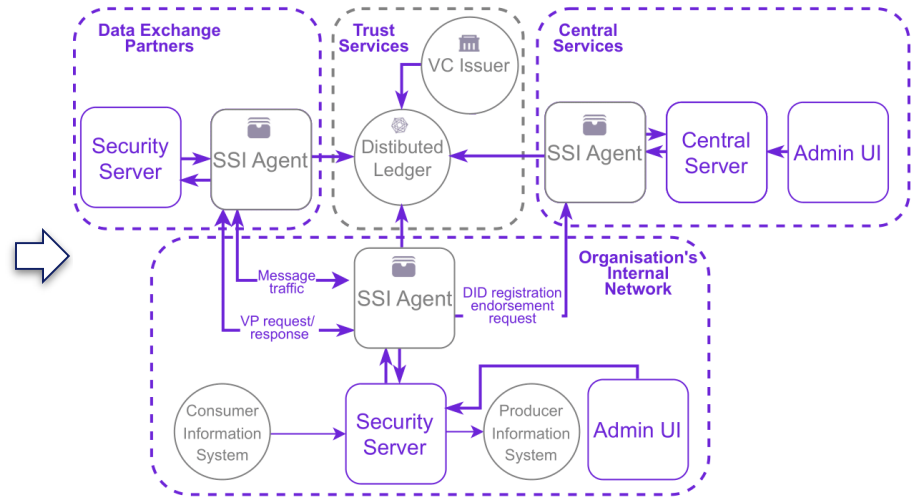 Data Exchange
Partners
Trust
Services
Central
Services
VC Issuer
Security
Server
SSI Agent
Distibuted
Ledger
SSI Agent
Central
Server
Admin UI
Organisation's
Internal
Network
Message
traffic
SSI Agent
DID registration
endorsement
request
VP request/
response
Consumer
Information
System
Security
Server
Producer
Information
System
Admin UI